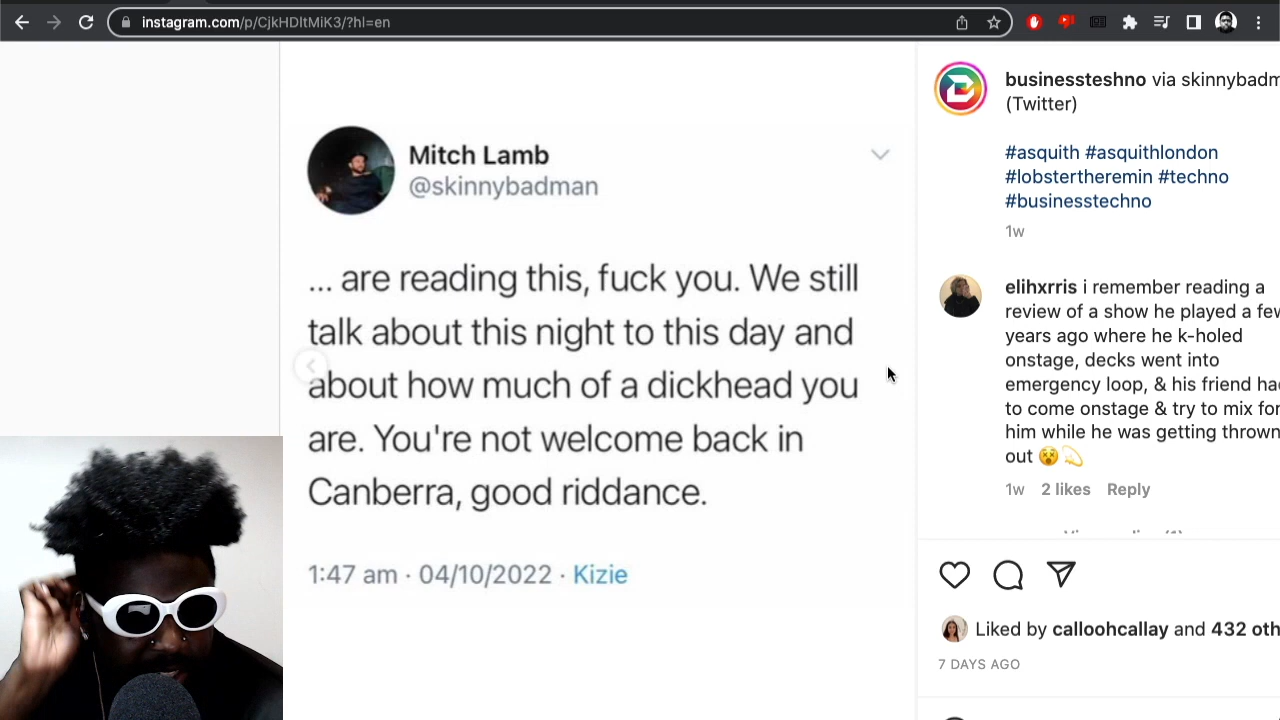 instagram.com/p/CjkHDItMiK3/?hl=en
Mitch Lamb
@skinnybadman
... are reading this, fuck you. We still
talk about this night to this day and
about how much of a dickhead you
are. You're not welcome back in
Canberra, good riddance.
1:47 am · 04/10/2022 · Kizie
businessteshno via skinnybadm
(Twitter)
#asquith #asquithlondon
#lobstertheremin #techno
#businesstechno
1w
elihxrris i remember reading a
review of a show he played a few
years ago where he k-holed
onstage, decks went into
emergency loop, & his friend had
to come onstage & try to mix for
him while he was getting thrown
out 😵💫
1w 2 likes Reply
Liked by calloohcallay and 432 oth
7 DAYS AGO